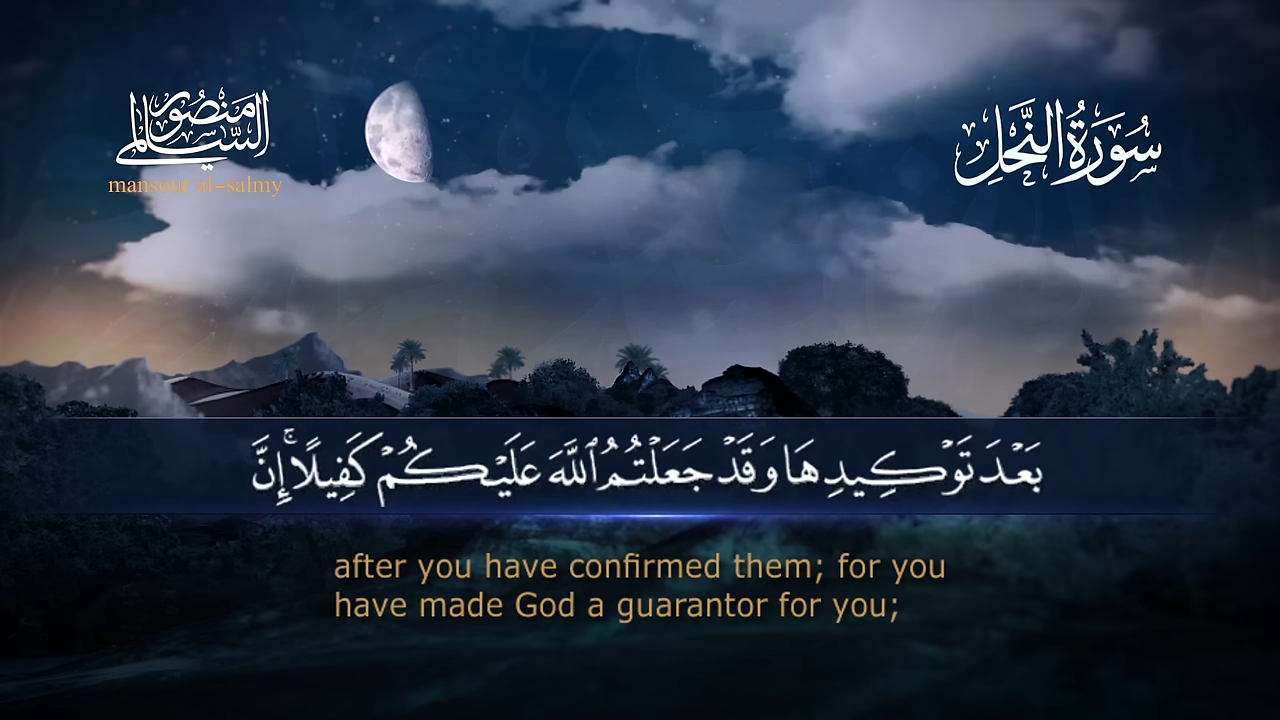 منصور السالمي
mansour al-salmy
سُورَةُ النَّحْلِ
بَعْدَ تَوْكِيدِهَا وَقَدْ جَعَلْتُمُ ٱللَّهَ عَلَيْكُمْ كَفِيلًا ۚ إِنَّ
after you have confirmed them; for you
have made God a guarantor for you;